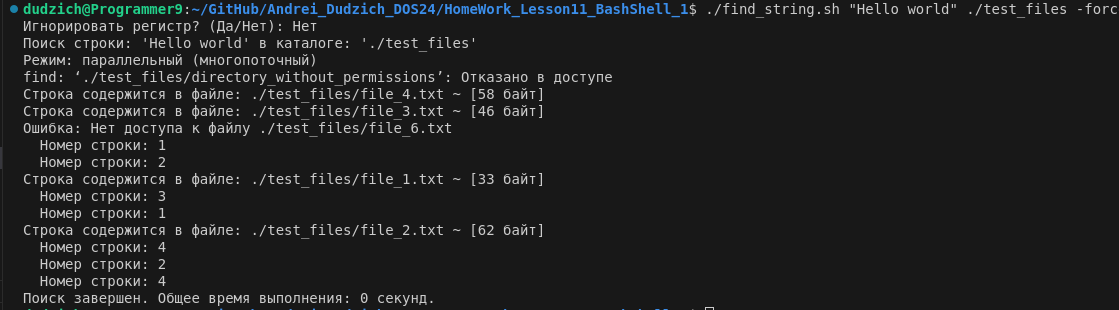 dudzich@Programmer9:~/GitHub/Andrei_Dudzich_DOS24/HomeWork_Lesson11_BashShell_1$ ./find_string.sh "Hello world" ./test_files -forc
Игнорировать регистр? (Да/Нет): Нет
Поиск строки: 'Hello world' в каталоге: './test_files'
Режим: параллельный (многопоточный)
find: ‘./test_files/directory_without_permissions’: Отказано в доступе
Строка содержится в файле: ./test_files/file_4.txt ~ [58 байт]
Строка содержится в файле: ./test_files/file_3.txt ~ [46 байт]
Ошибка: Нет доступа к файлу ./test_files/file_6.txt
  Номер строки: 1
  Номер строки: 2
Строка содержится в файле: ./test_files/file_1.txt ~ [33 байт]
  Номер строки: 3
  Номер строки: 1
Строка содержится в файле: ./test_files/file_2.txt ~ [62 байт]
  Номер строки: 4
  Номер строки: 2
  Номер строки: 4
Поиск завершен. Общее время выполнения: 0 секунд.